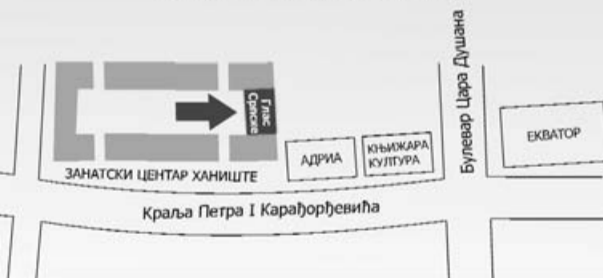 Булевар Цара Душана
Глас
Српске
АДРИА
КЊИЖАРА
КУЛТУРА
ЕКВАТОР
ЗАНАТСКИ ЦЕНТАР ХАНИШТЕ
Краља Петра I Карађорђевића